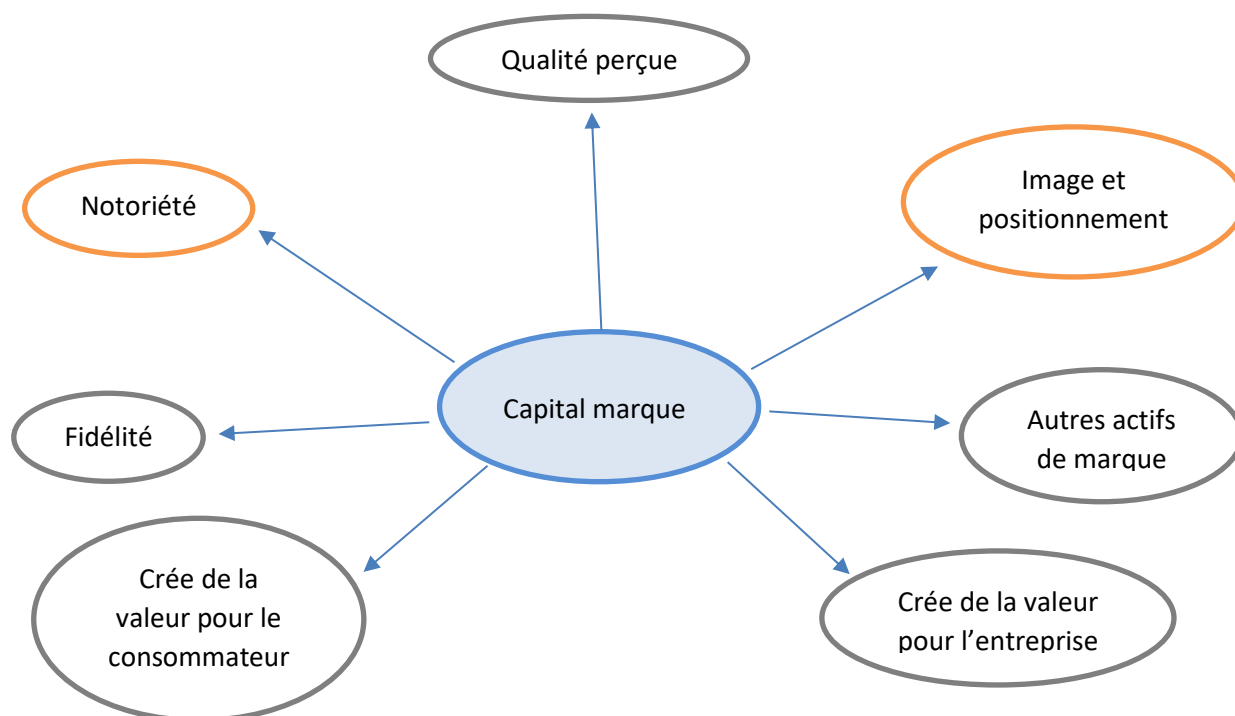 Qualité perçue
Notoriété
Image et
positionnement
Capital marque
Fidélité
Autres actifs
de marque
Crée de la
valeur pour le
consommateur
Crée de la valeur
pour l’entreprise